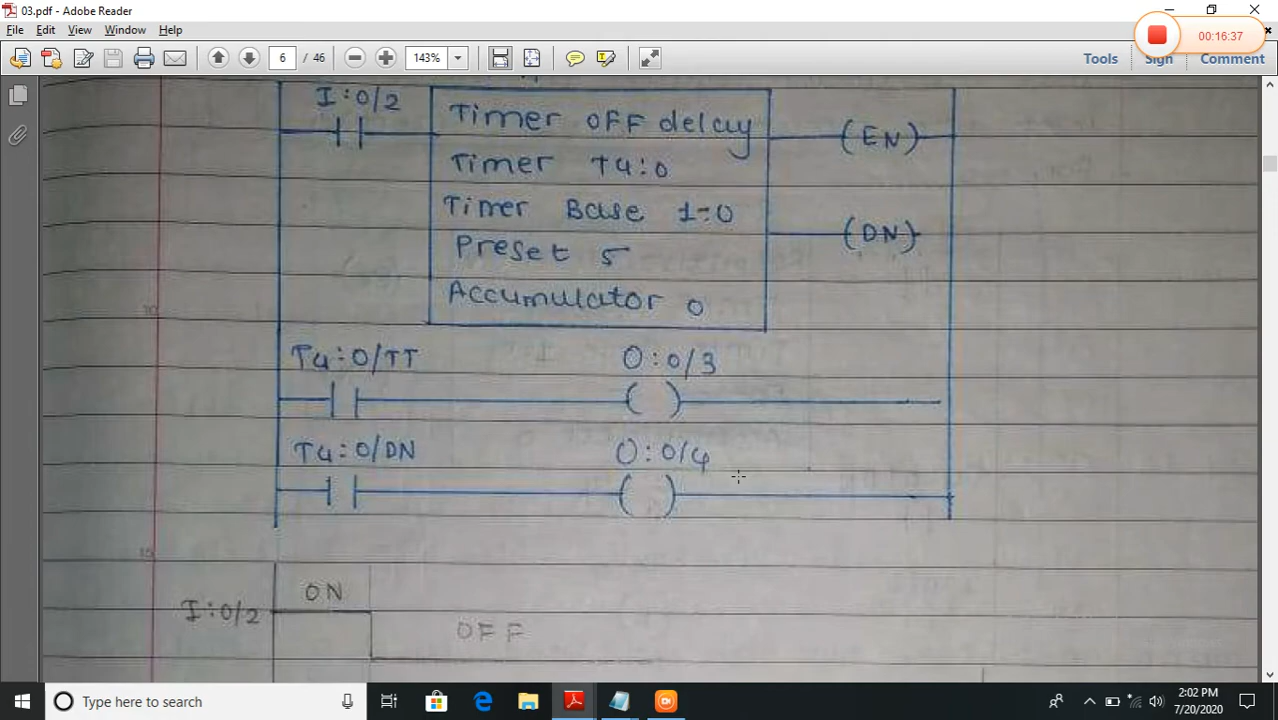 03.pdf - Adobe Reader
File Edit View Window Help
00:16:37
6 / 46
143%
Tools Sign Comment
I:0/2
Timer OFF delay
(EN)
Timer T4:0
Timer Base 1-0
(DN)
Preset 5
Accumulator 0
T4:0/TT O:0/3
T4:0/DN O:0/4
ON
I:0/2
OFF
Type here to search
2:02 PM
7/20/2020